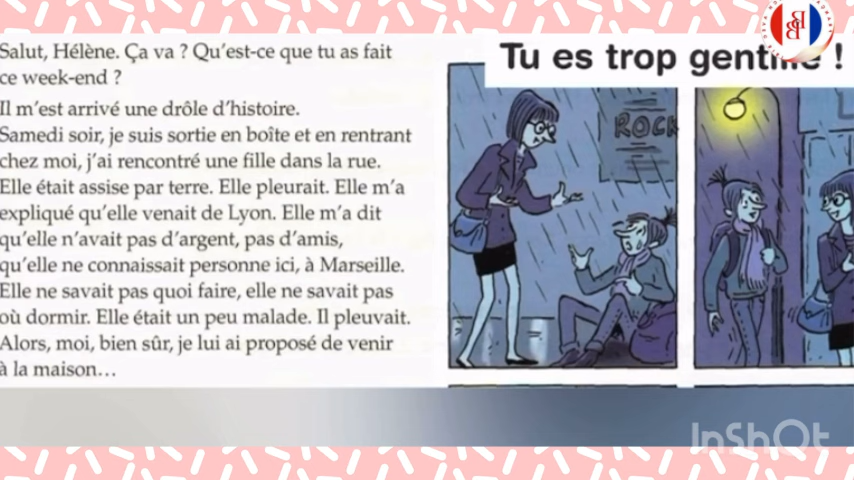 Salut, Hélène. Ça va ? Qu'est-ce que tu as fait
ce week-end ?
Il m'est arrivé une drôle d'histoire.
Samedi soir, je suis sortie en boîte et en rentrant
chez moi, j'ai rencontré une fille dans la rue.
Elle était assise par terre. Elle pleurait. Elle m'a
expliqué qu'elle venait de Lyon. Elle m'a dit
qu'elle n'avait pas d'argent, pas d'amis,
qu'elle ne connaissait personne ici, à Marseille.
Elle ne savait pas quoi faire, elle ne savait pas
où dormir. Elle était un peu malade. Il pleuvait.
Alors, moi, bien sûr, je lui ai proposé de venir
à la maison...
Tu es trop gentille !
ROCK
InShOt